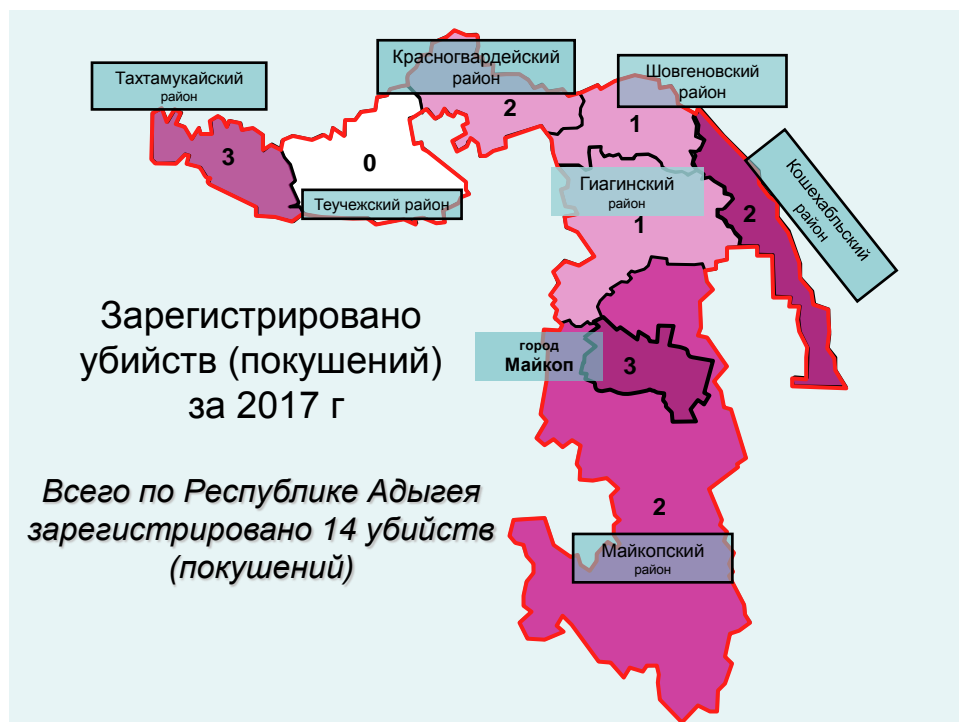 Красногвардейский
район
Тахтамукайский
район
Шовгеновский
район
2
1
3
0
Кошехабльский
район
Гиагинский
район
2
Теучежский район
1
Зарегистрировано
убийств (покушений)
за 2017 г
город
Майкоп
3
Всего по Республике Адыгея
зарегистрировано 14 убийств
(покушений)
2
Майкопский
район